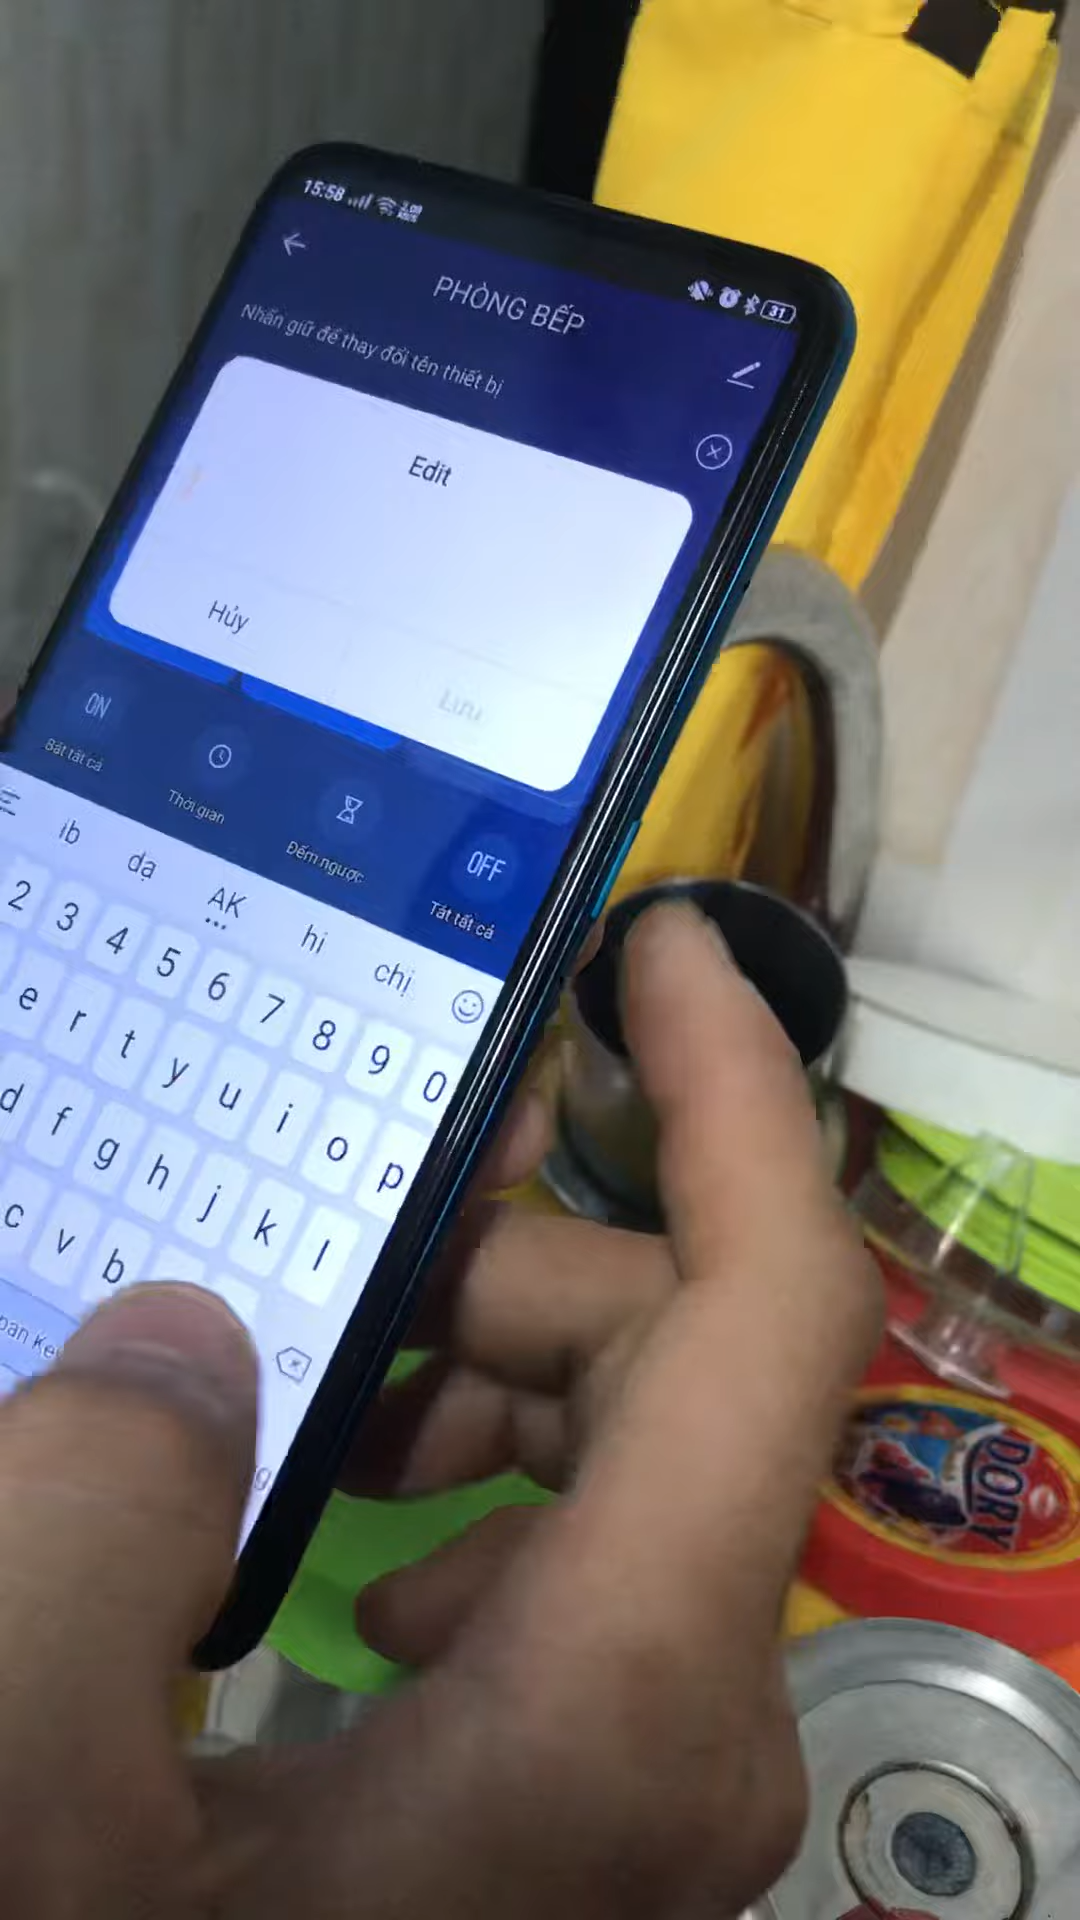 15:58
31
PHÒNG BẾP
Nhấn giữ để thay đổi tên thiết bị
Edit
Hủy
Lưu
ON
Bật tất cả
Thời gian
Đếm ngược
OFF
Tắt tất cả
ib dạ AK hi chị
2 3 4 5 6 7 8 9 0
e r t y u i o p
d f g h j k l
c v b
DORY